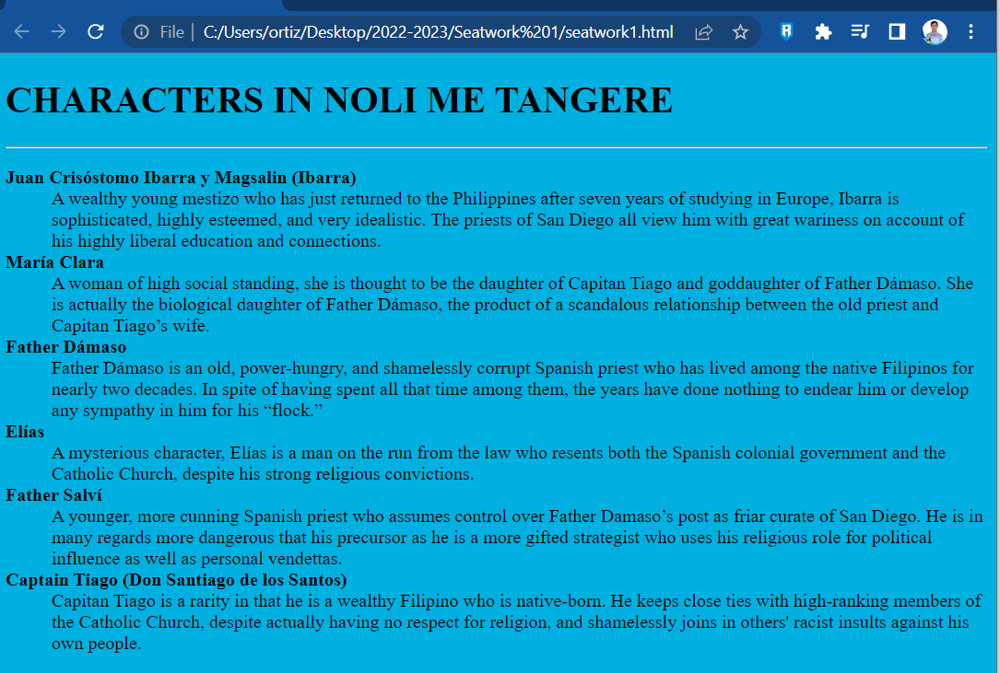 File | C:/Users/ortiz/Desktop/2022-2023/Seatwork%201/seatwork1.html
CHARACTERS IN NOLI ME TANGERE
Juan Crisóstomo Ibarra y Magsalin (Ibarra)
A wealthy young mestizo who has just returned to the Philippines after seven years of studying in Europe, Ibarra is
sophisticated, highly esteemed, and very idealistic. The priests of San Diego all view him with great wariness on account of
his highly liberal education and connections.
María Clara
A woman of high social standing, she is thought to be the daughter of Capitan Tiago and goddaughter of Father Dámaso. She
is actually the biological daughter of Father Dámaso, the product of a scandalous relationship between the old priest and
Capitan Tiago’s wife.
Father Dámaso
Father Dámaso is an old, power-hungry, and shamelessly corrupt Spanish priest who has lived among the native Filipinos for
nearly two decades. In spite of having spent all that time among them, the years have done nothing to endear him or develop
any sympathy in him for his “flock.”
Elías
A mysterious character, Elías is a man on the run from the law who resents both the Spanish colonial government and the
Catholic Church, despite his strong religious convictions.
Father Salví
A younger, more cunning Spanish priest who assumes control over Father Damaso’s post as friar curate of San Diego. He is in
many regards more dangerous that his precursor as he is a more gifted strategist who uses his religious role for political
influence as well as personal vendettas.
Captain Tiago (Don Santiago de los Santos)
Capitan Tiago is a rarity in that he is a wealthy Filipino who is native-born. He keeps close ties with high-ranking members of
the Catholic Church, despite actually having no respect for religion, and shamelessly joins in others' racist insults against his
own people.